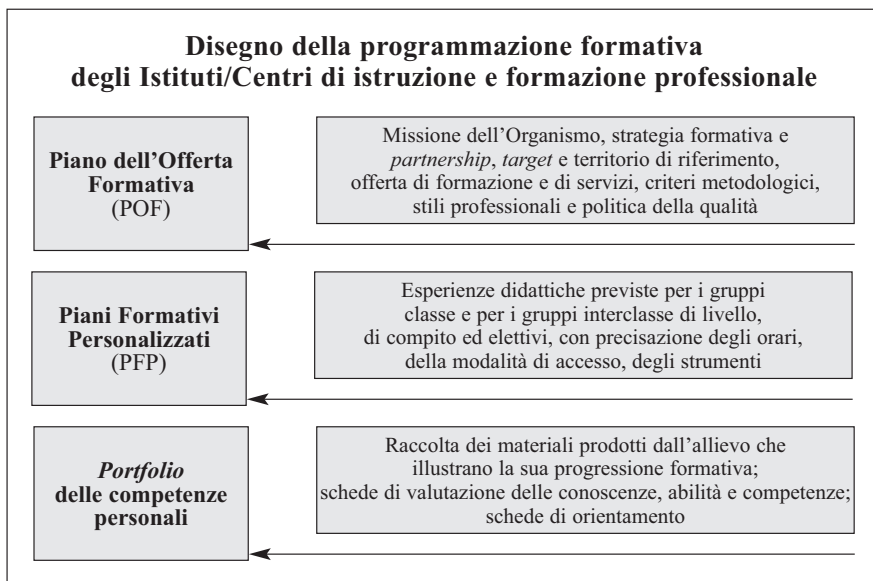 Disegno della programmazione formativa
degli Istituti/Centri di istruzione e formazione professionale
Piano dell'Offerta
Formativa
(POF)
Missione dell'Organismo, strategia formativa e
partnership, target e territorio di riferimento,
offerta di formazione e di servizi, criteri metodologici,
stili professionali e politica della qualità
Piani Formativi
Personalizzati
(PFP)
Esperienze didattiche previste per i gruppi
classe e per i gruppi interclasse di livello,
di compito ed elettivi, con precisazione degli orari,
della modalità di accesso, degli strumenti
Portfolio
delle competenze
personali
Raccolta dei materiali prodotti dall'allievo che
illustrano la sua progressione formativa;
schede di valutazione delle conoscenze, abilità e competenze;
schede di orientamento